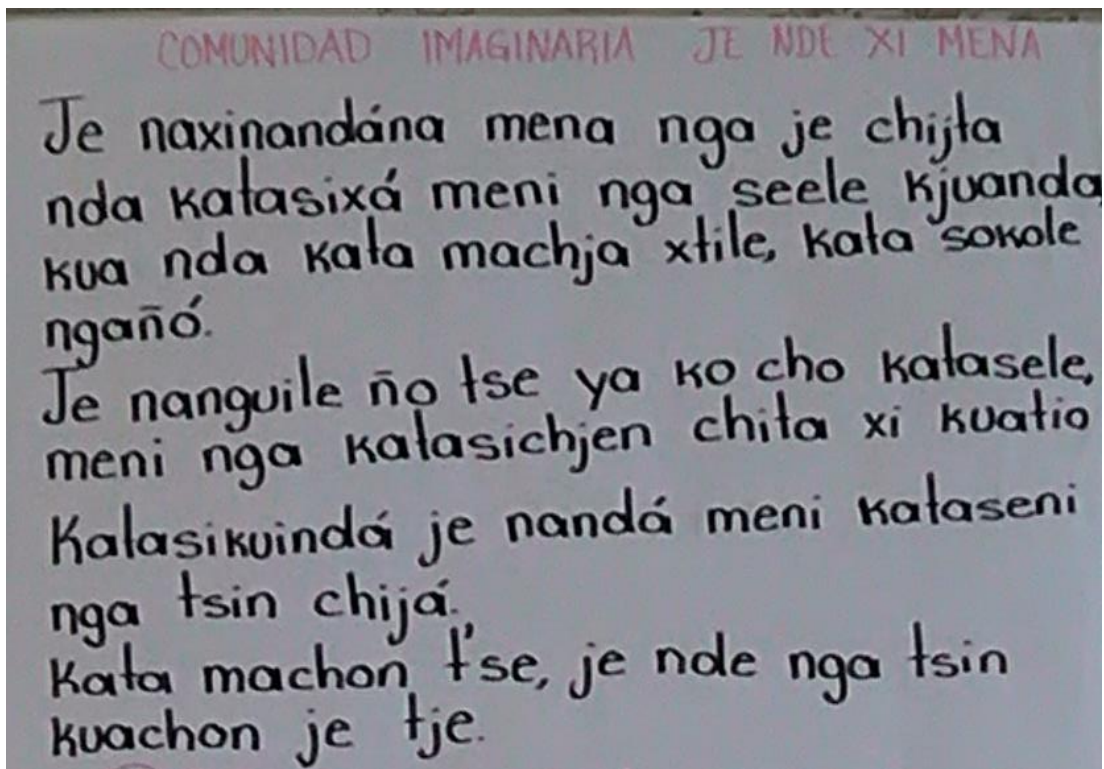 COMUNIDAD IMAGINARIA JE NDE XI MENA
Je naxinandána mena nga je chijta
nda katasixá meni nga seele kjuanda
kua nda kata machja xtile, kata sokole
ngañó.
Je nanguile ño tse ya ko cho katasele,
meni nga katasichjen chita xi kuatio
Katasikuindá je nandá meni kataseni
nga tsin chijá.
Kata machon t'se, je nde nga tsin
kuachon je tje.